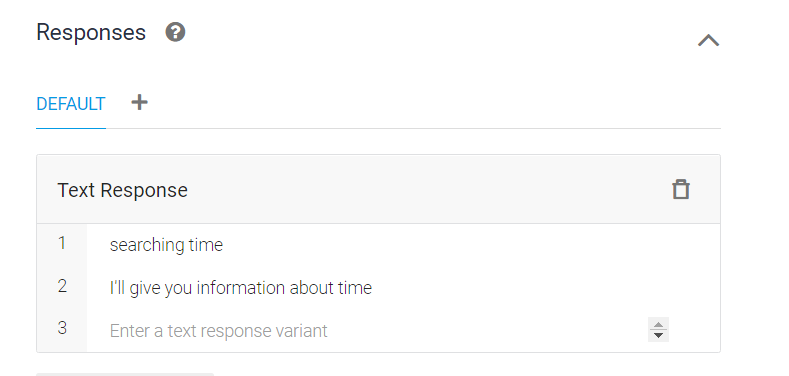 Responses ?
DEFAULT +
Text Response
1 searching time
2 I'll give you information about time
3 Enter a text response variant